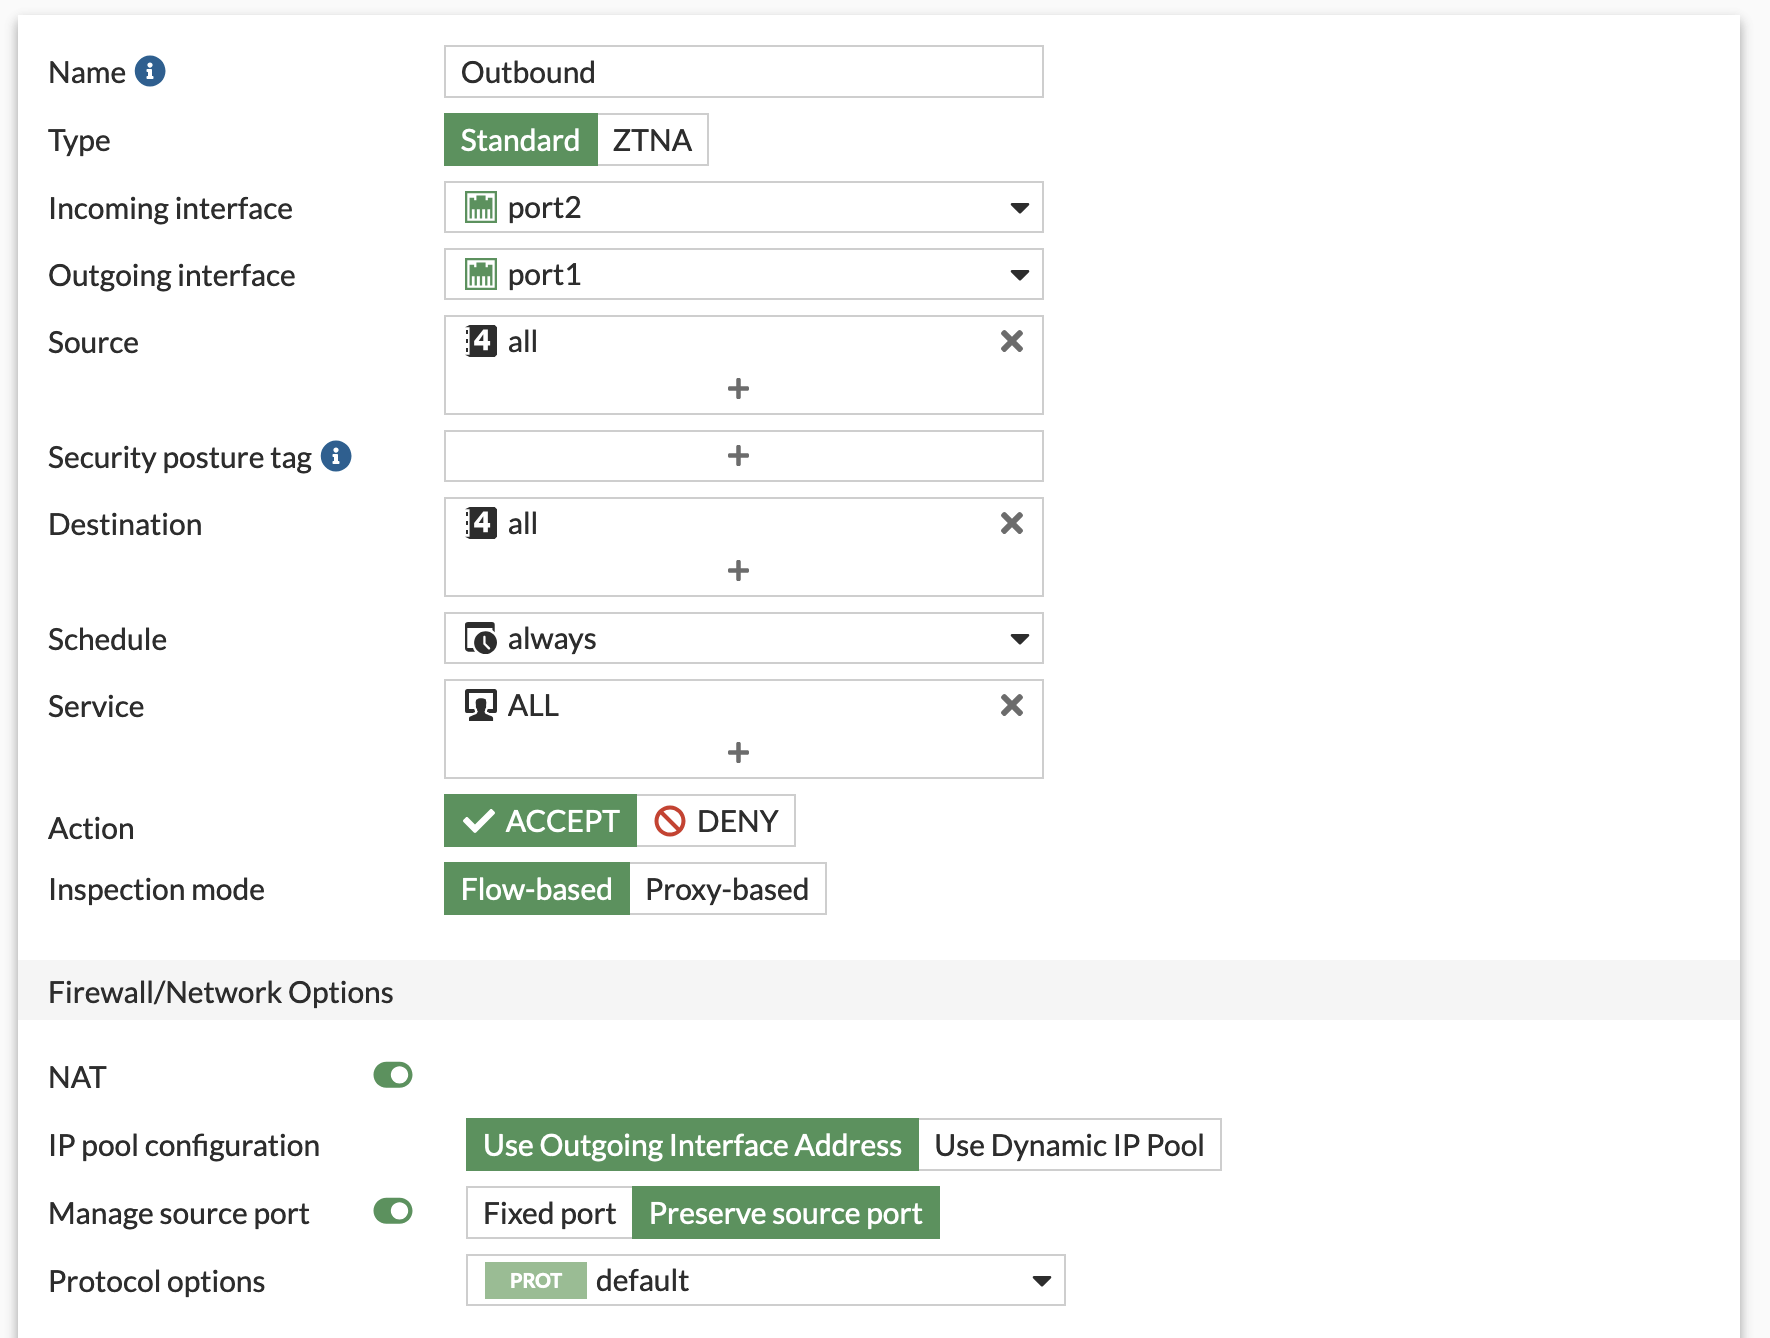 Name Outbound
Type Standard ZTNA
Incoming interface port2
Outgoing interface port1
Source 4 all
Security posture tag
Destination 4 all
Schedule always
Service ALL
Action ACCEPT DENY
Inspection mode Flow-based Proxy-based
Firewall/Network Options
NAT
IP pool configuration Use Outgoing Interface Address Use Dynamic IP Pool
Manage source port Fixed port Preserve source port
Protocol options PROT default